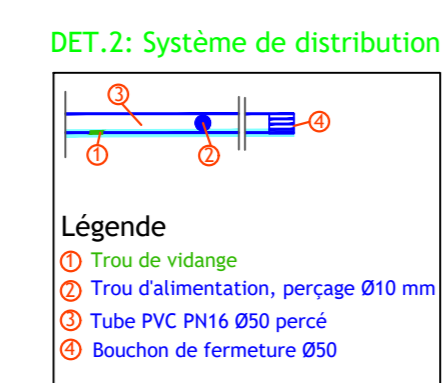 DET.2: Système de distribution
3
4
1
2
Légende
1 Trou de vidange
2 Trou d'alimentation, perçage Ø10 mm
3 Tube PVC PN16 Ø50 percé
4 Bouchon de fermeture Ø50